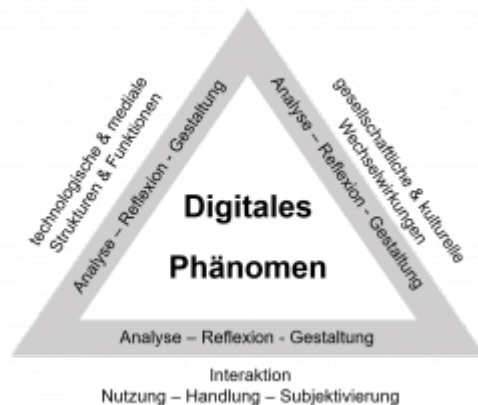 technologische & mediale
Strukturen & Funktionen
Analyse – Reflexion - Gestaltung
gesellschaftliche & kulturelle
Wechselwirkungen
Analyse – Reflexion - Gestaltung
Digitales
Phänomen
Analyse – Reflexion - Gestaltung
Interaktion
Nutzung – Handlung – Subjektivierung